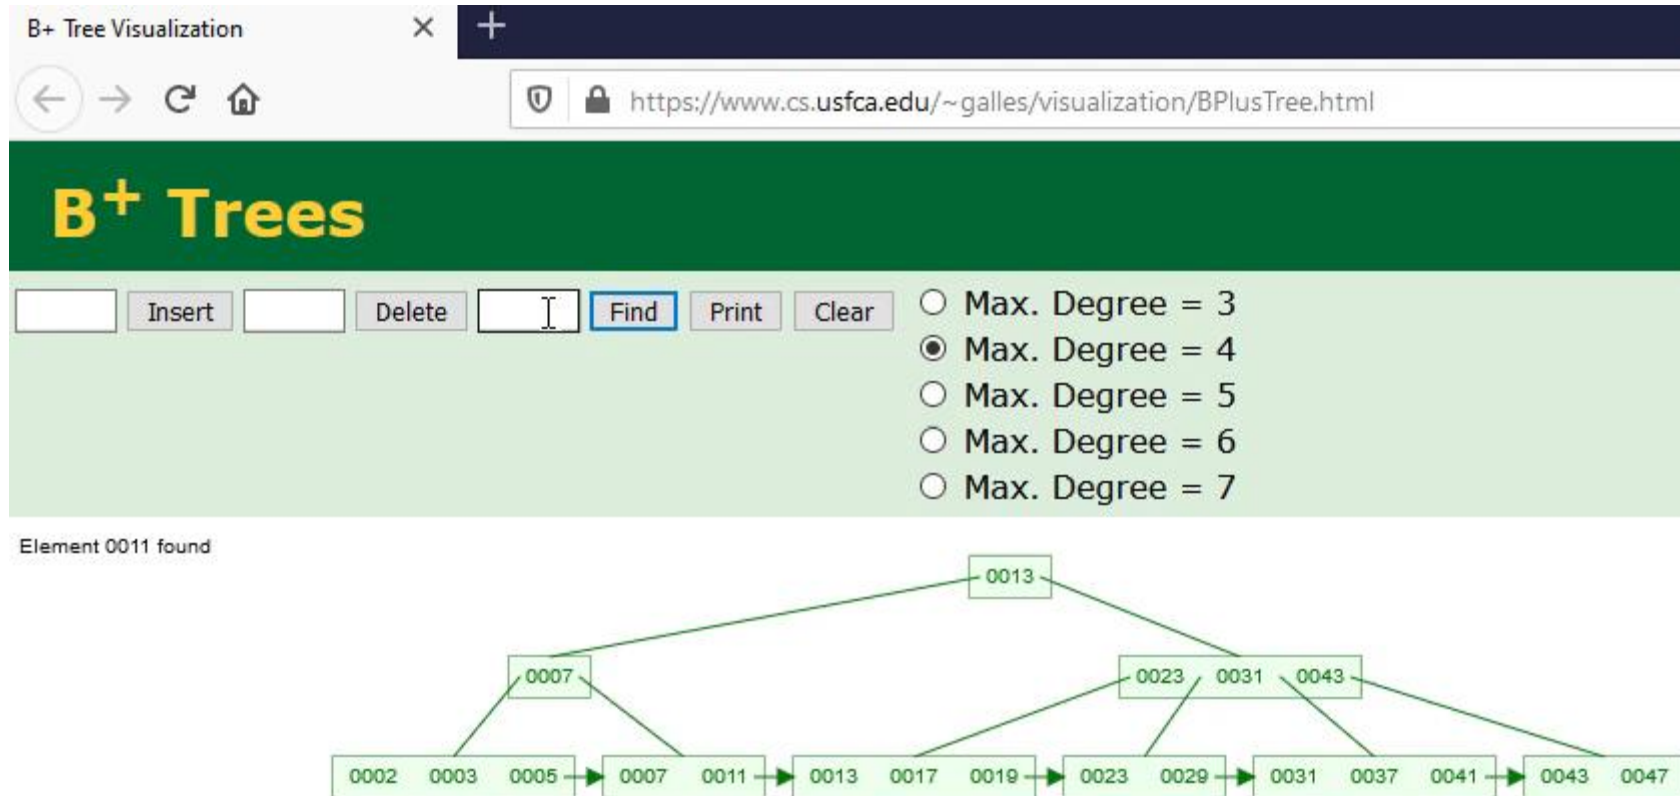 B+ Tree Visualization
https://www.cs.usfca.edu/~galles/visualization/BPlusTree.html
B+ Trees
Insert Delete Find Print Clear
Max. Degree = 3
Max. Degree = 4
Max. Degree = 5
Max. Degree = 6
Max. Degree = 7
Element 0011 found
0013
0007 0023 0031 0043
0002 0003 0005 0007 0011 0013 0017 0019 0023 0029 0031 0037 0041 0043 0047